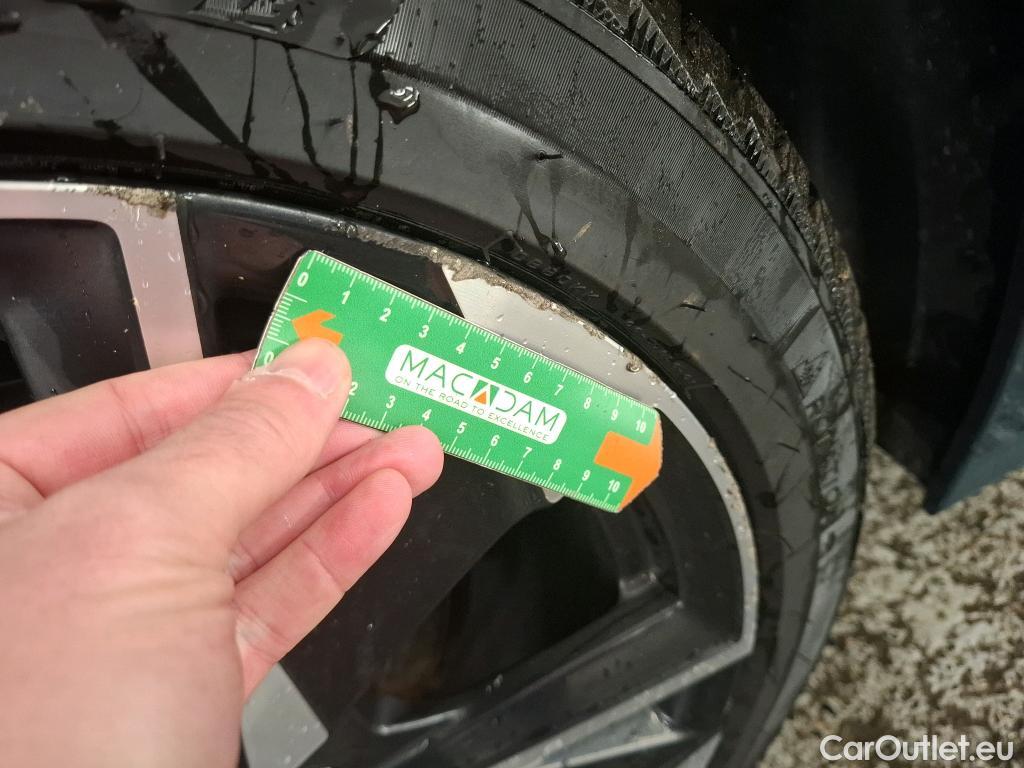 0 1 2 3 4 5 6 7 8 9 10
MACADAM
ON THE ROAD TO EXCELLENCE
0 2 3 4 5 6 7 8 9 10
CarOutlet.eu